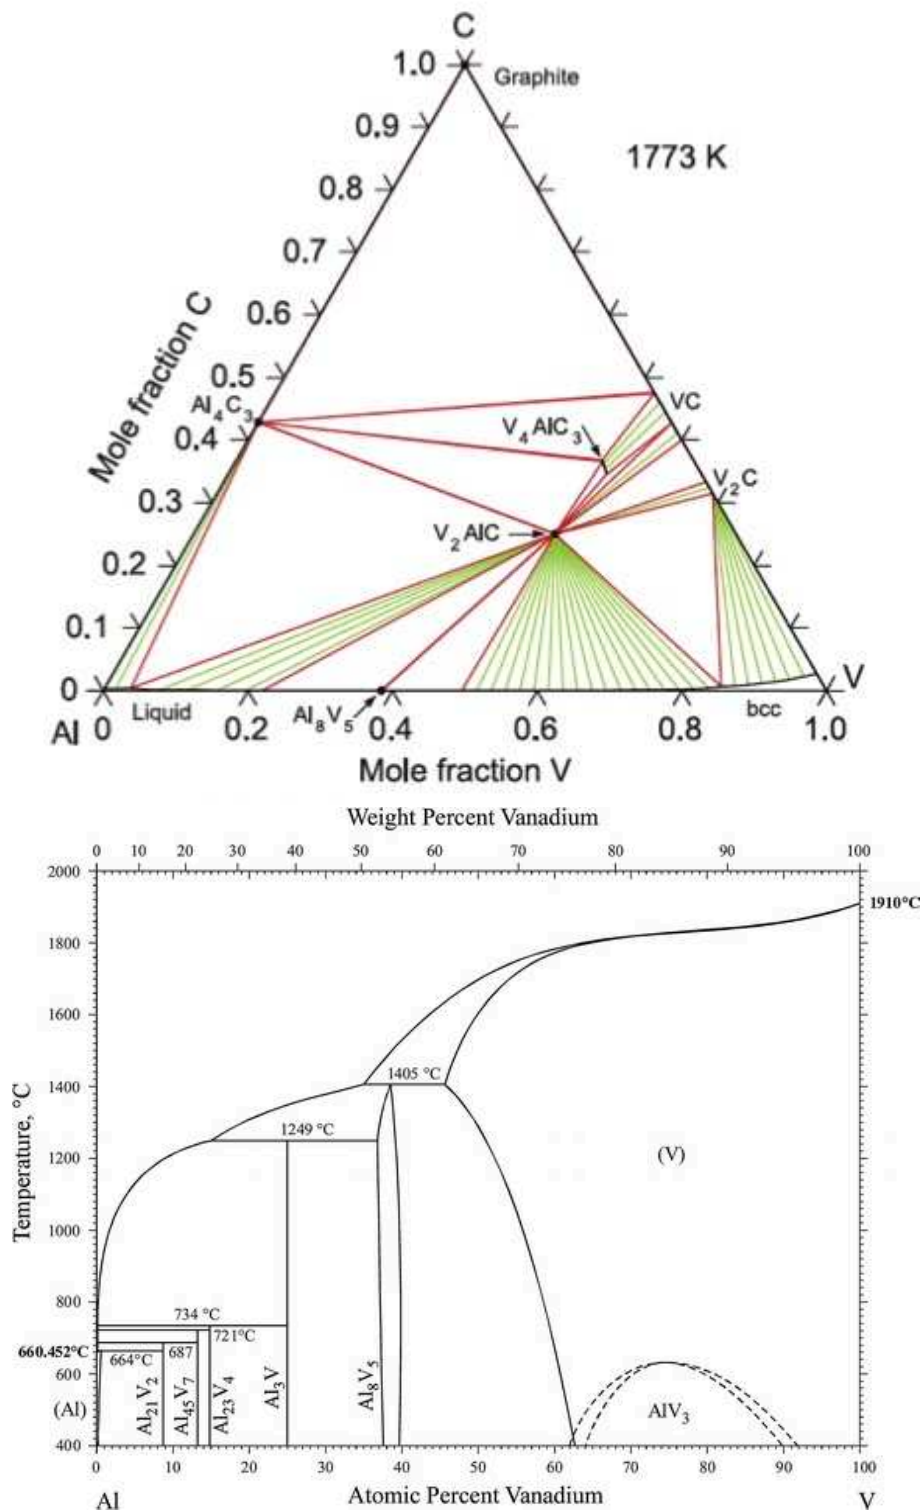 C
1.0
Graphite
0.9
1773 K
0.8
0.7
Mole fraction C
0.6
0.5
Al4C3
VC
0.4
V4AlC3
V2C
0.3
V2AlC
0.2
0.1
0
V
Liquid
Al8V5
bcc
Al 0 0.2 0.4 0.6 0.8 1.0
Mole fraction V
Weight Percent Vanadium
0 10 20 30 40 50 60 70 80 90 100
2000
1910°C
1800
1600
1400
1405 °C
1249 °C
1200
Temperature, °C
(V)
1000
800
734 °C
721°C
660.452°C
664°C
687
600
(Al)
Al21V2
Al45V7
Al23V4
Al3V
Al8V5
AlV3
400
0 10 20 30 40 50 60 70 80 90 100
Al
Atomic Percent Vanadium
V